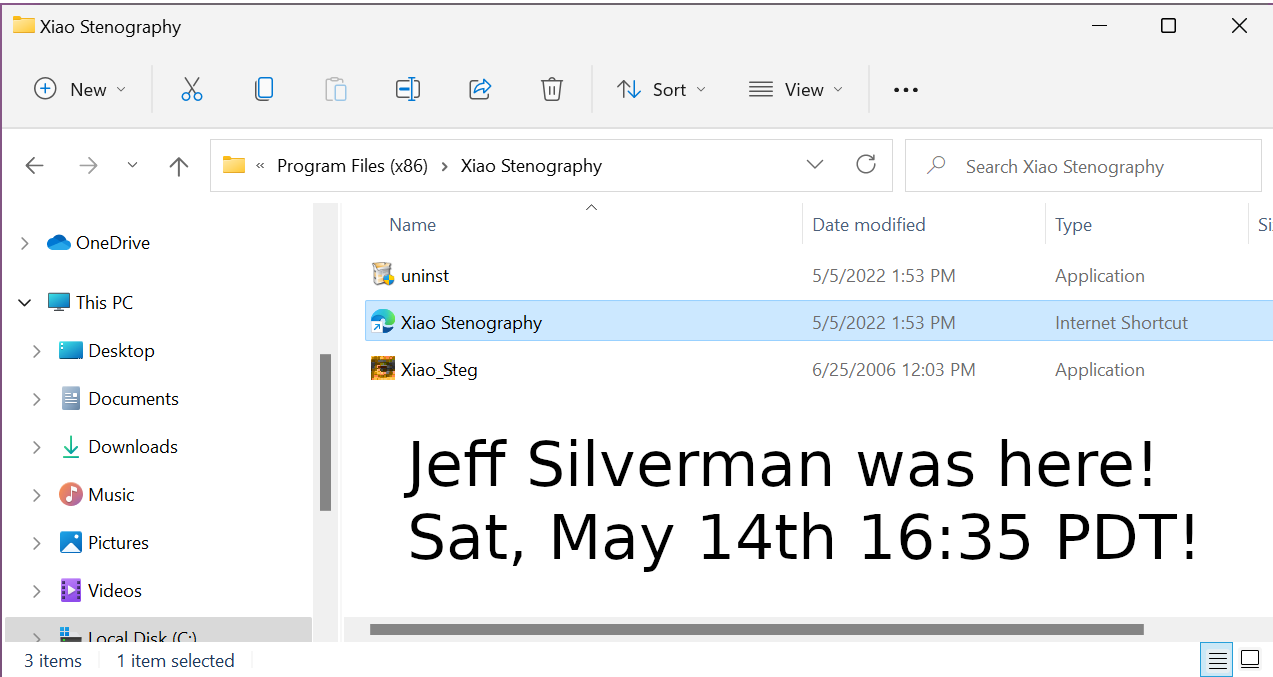 Xiao Stenography
New Sort View
« Program Files (x86) › Xiao Stenography Search Xiao Stenography
Name Date modified Type Si
OneDrive
uninst 5/5/2022 1:53 PM Application
This PC
Xiao Stenography 5/5/2022 1:53 PM Internet Shortcut
Desktop
Xiao_Steg 6/25/2006 12:03 PM Application
Documents
Downloads
Music
Pictures
Videos
Local Disk (C:)
Jeff Silverman was here!
Sat, May 14th 16:35 PDT!
3 items 1 item selected